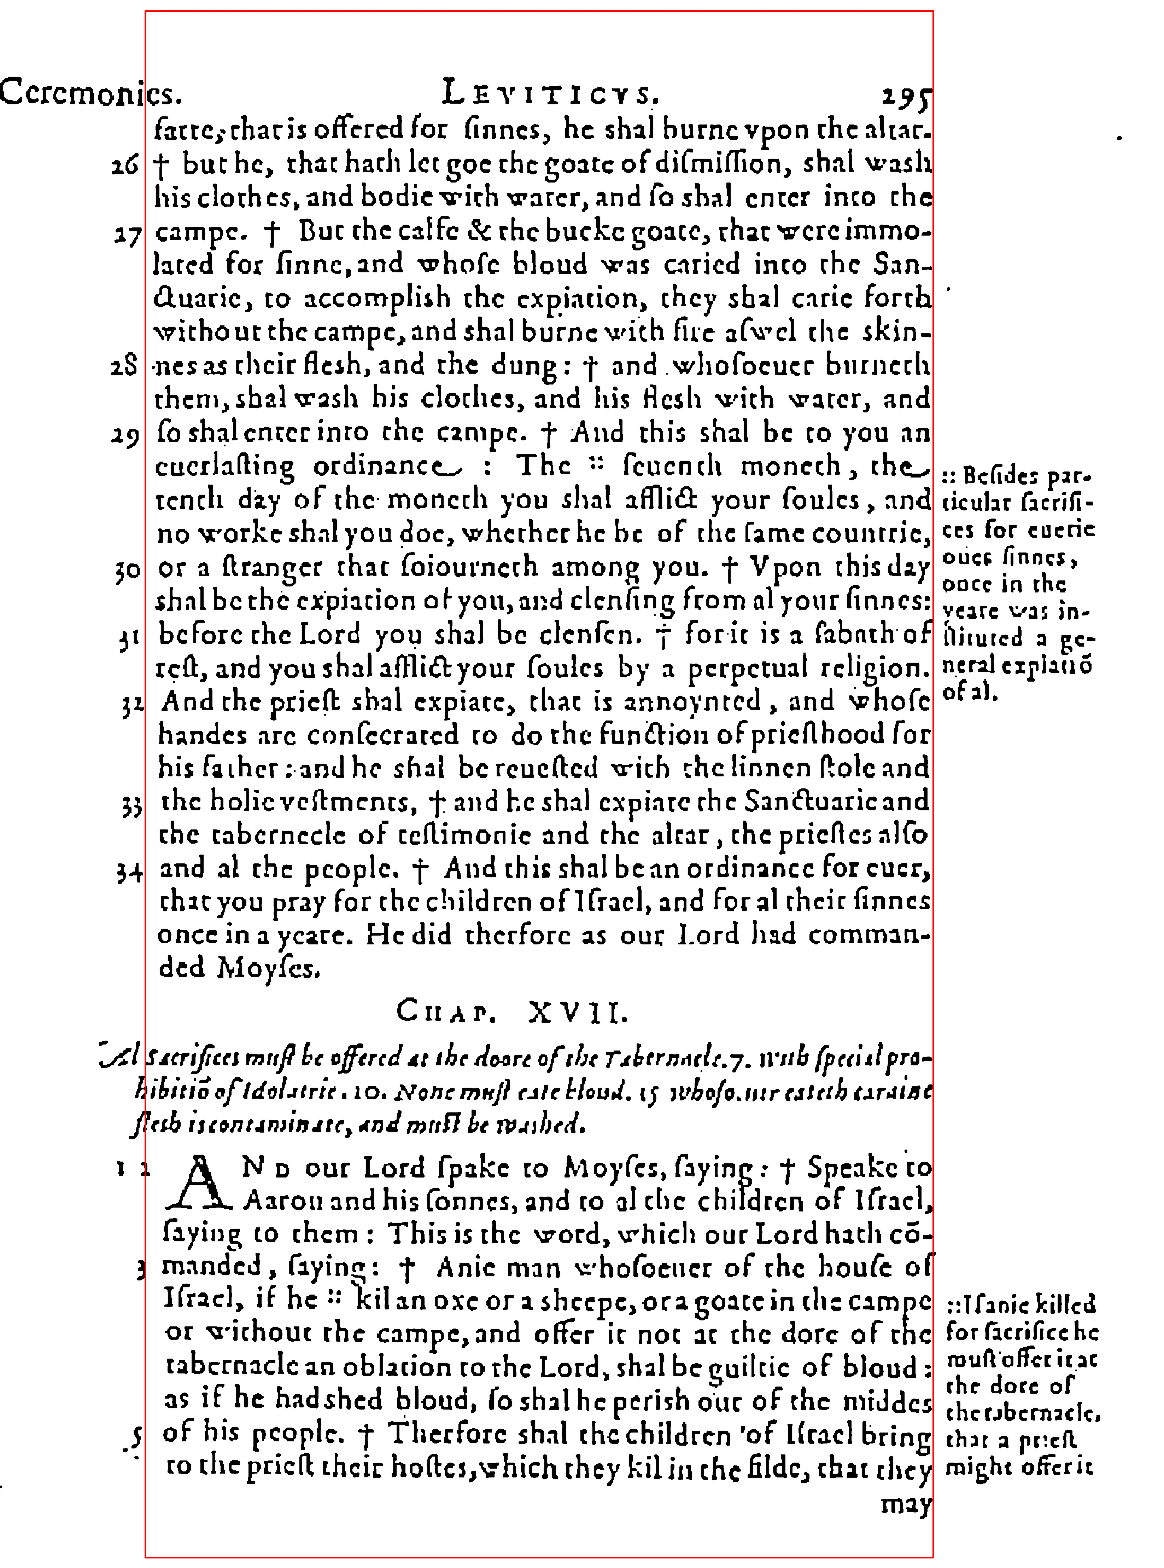 Ceremonies. LEVITICVS. 295
fatte, that is offered for ſinnes, he shal burne vpon the altar.
26 † but he, that hath let goe the goate of diſmiſſion, shal wash
his clothes, and bodie with water, and ſo shal enter into the
27 campe. † But the calfe & the bucke goate, that were immo-
lated for ſinne, and whoſe bloud was caried into the San-
ctuarie, to accomplish the expiation, they shal carie forth
without the campe, and shal burne with fire aſwel the skin-
28 nes as their flesh, and the dung: † and whoſoeuer burneth
them, shal wash his clothes, and his flesh with water, and
29 ſo shal enter into the campe. † And this shal be to you an
euerlaſting ordinance : The :: ſeuenth moneth, the
tenth day of the moneth you shal afflict your ſoules, and
no worke shal you doe, whether he be of the ſame countrie,
30 or a ſtranger that ſoiourneth among you. † Vpon this day
shal be the expiation of you, and clenſing from al your ſinnes:
31 before the Lord you shal be clenſen. † for it is a ſabath of
reſt, and you shal afflict your ſoules by a perpetual religion.
32 And the prieſt shal expiate, that is annoynted, and whoſe
handes are conſecrated to do the function of prieſthood for
his father: and he shal be reueſted with the linnen ſtole and
33 the holie veſtments, † and he shal expiate the Sanctuarie and
the tabernecle of teſtimonie and the altar, the prieſtes alſo
34 and al the people. † And this shal be an ordinance for euer,
that you pray for the children of Iſrael, and for al their ſinnes
once in a yeare. He did therfore as our Lord had comman-
ded Moyſes.
:: Beſides par-
ticular ſacrifi-
ces for euerie
ones ſinnes,
once in the
yeare was in-
ſtituted a ge-
neral expiatiõ
of al.
CHAP. XVII.
Al Sacrifices muſt be offered at the doore of the Tabernacle. 7. With ſpecial pro-
hibitiõ of Idolatrie. 10. None muſt eate bloud. 15 whoſoeuer eateth caraine
flesh is contaminate, and muſt be washed.
1 2 AND our Lord ſpake to Moyſes, ſaying: † Speake to
Aaron and his ſonnes, and to al the children of Iſrael,
ſaying to them: This is the word, which our Lord hath cõ-
3 manded, ſaying: † Anie man whoſoeuer of the houſe of
Iſrael, if he :: kil an oxe or a sheepe, or a goate in the campe
or without the campe, and offer it not at the dore of the
tabernacle an oblation to the Lord, shal be guiltie of bloud:
as if he had shed bloud, ſo shal he perish out of the middes
5 of his people. † Therfore shal the children of Iſrael bring
to the prieſt their hoſtes, which they kil in the filde, that they
:: If anie killed
for ſacrifice he
muſt offer it at
the dore of
the tabernacle,
that a prieſt
might offer it
may